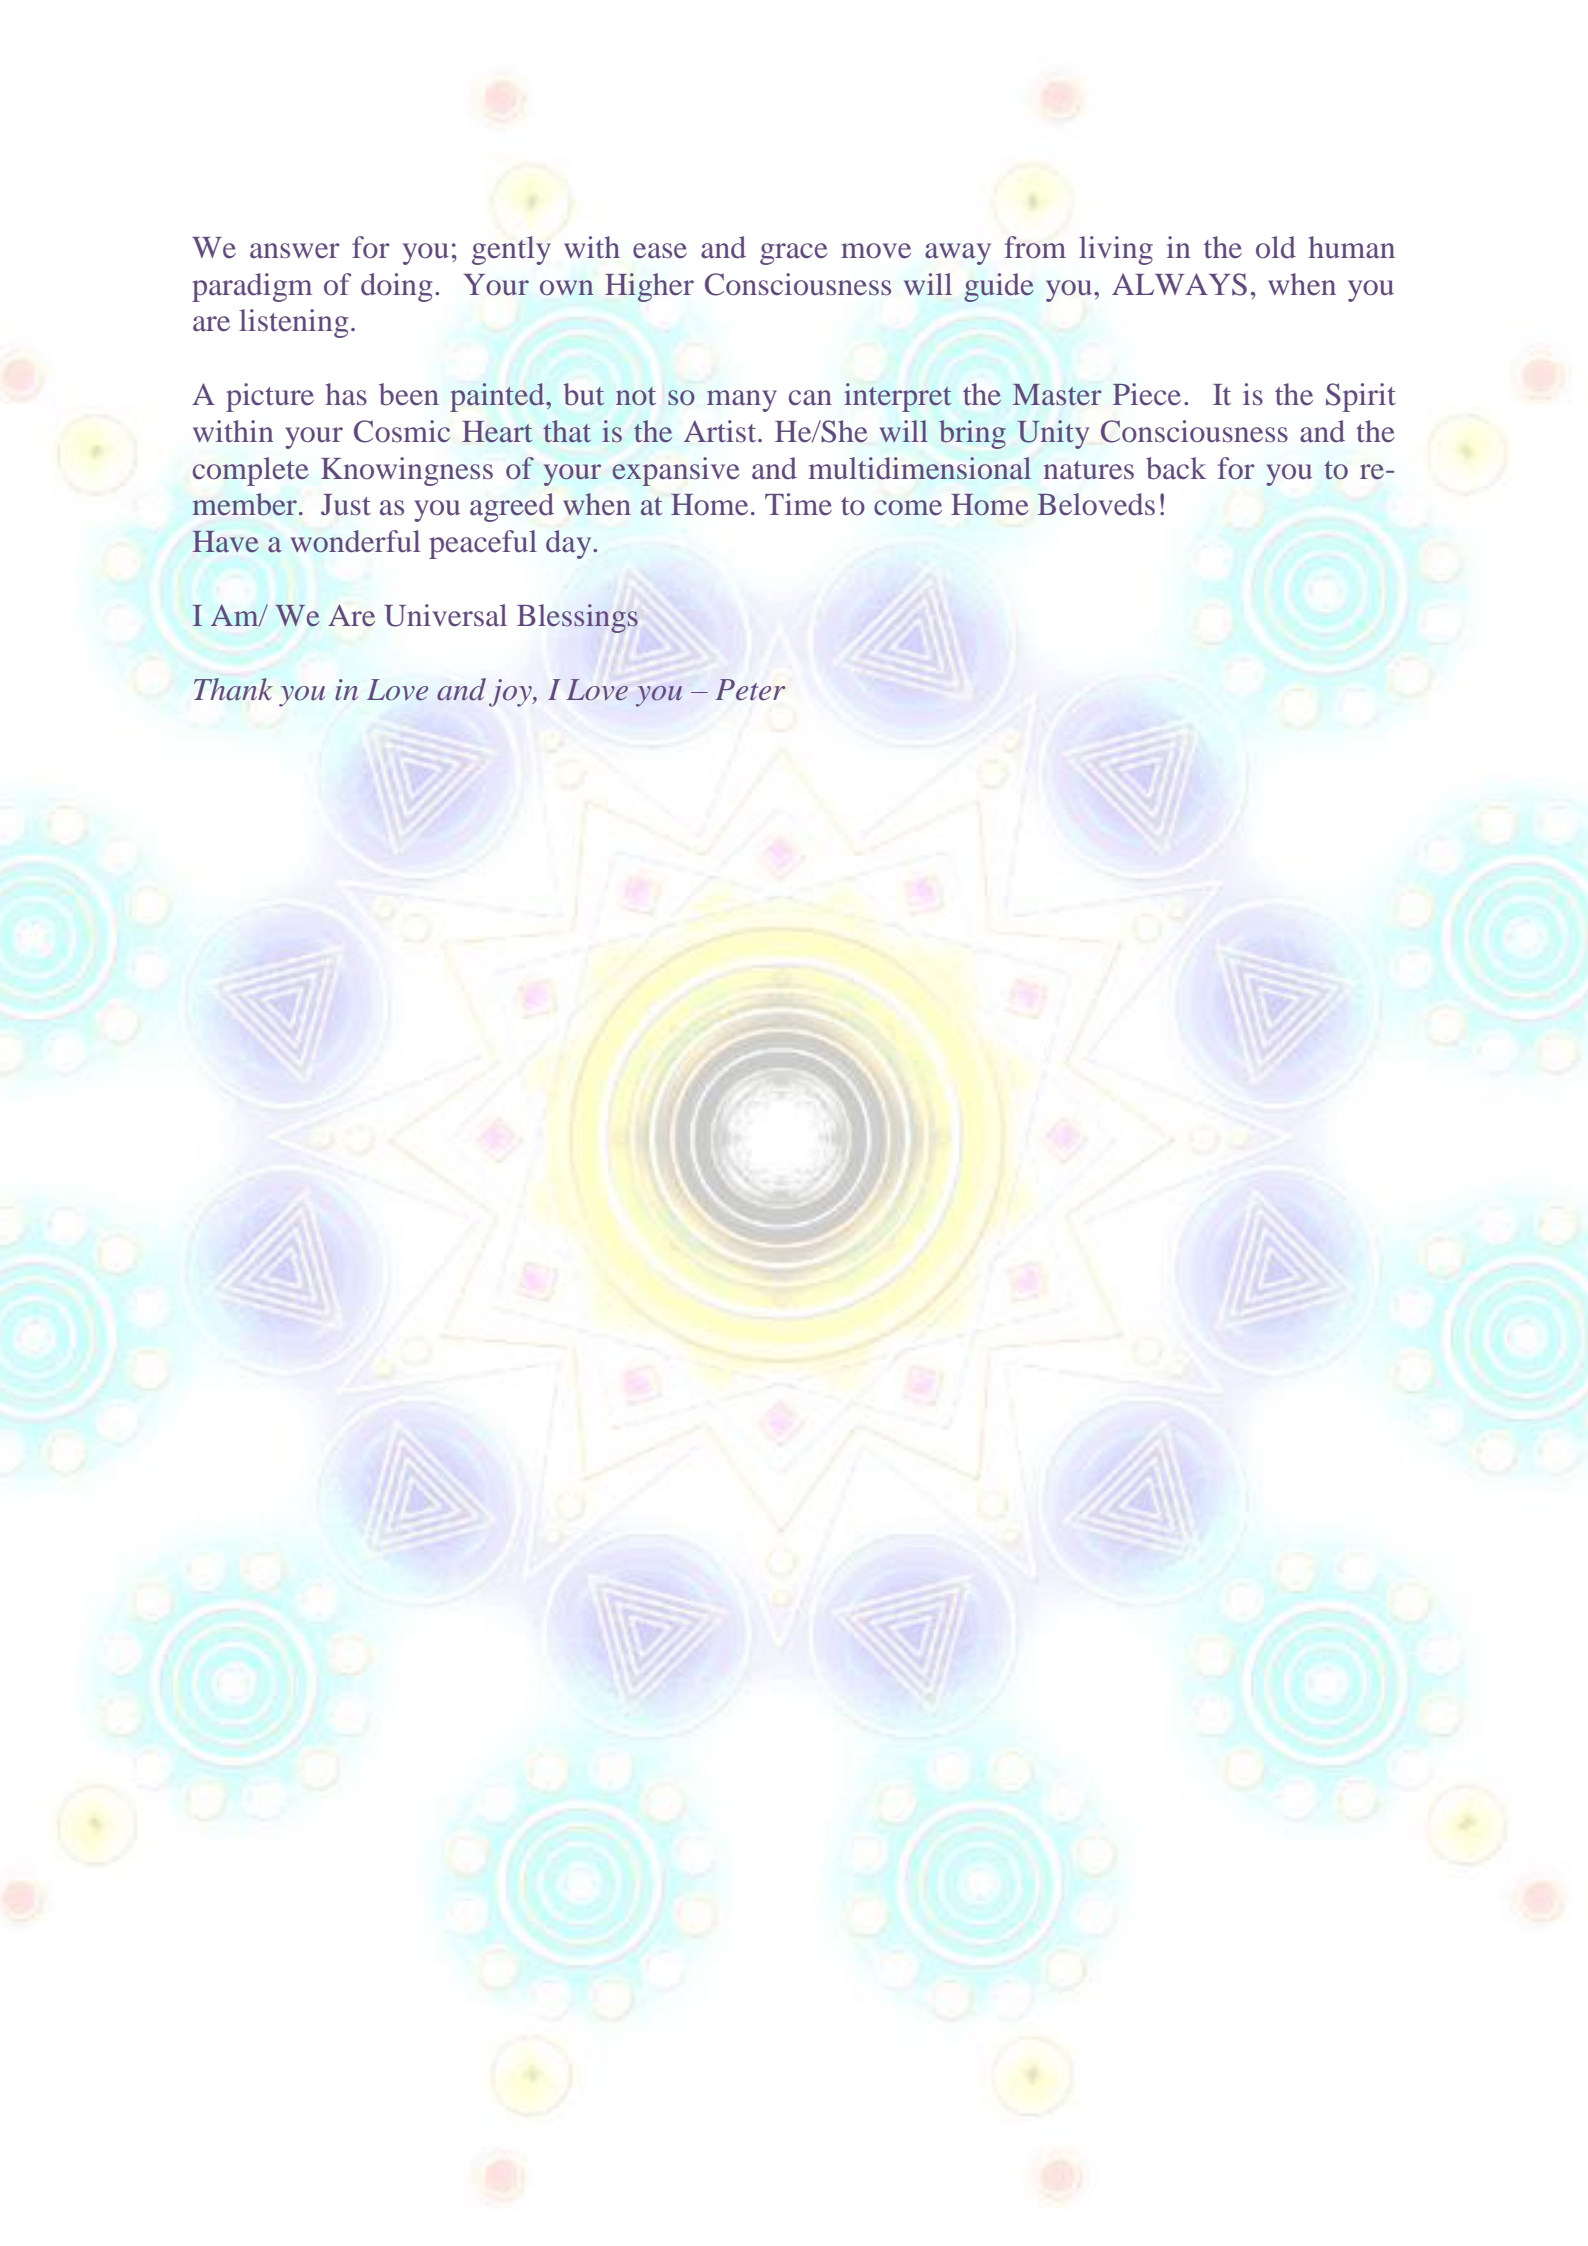 We answer for you; gently with ease and grace move away from living in the old human
paradigm of doing.  Your own Higher Consciousness will guide you, ALWAYS, when you
are listening.
A picture has been painted, but not so many can interpret the Master Piece.  It is the Spirit
within your Cosmic Heart that is the Artist. He/She will bring Unity Consciousness and the
complete Knowingness of your expansive and multidimensional natures back for you to re-
member.  Just as you agreed when at Home. Time to come Home Beloveds!
Have a wonderful peaceful day.
I Am/ We Are Universal Blessings
Thank you in Love and joy, I Love you – Peter